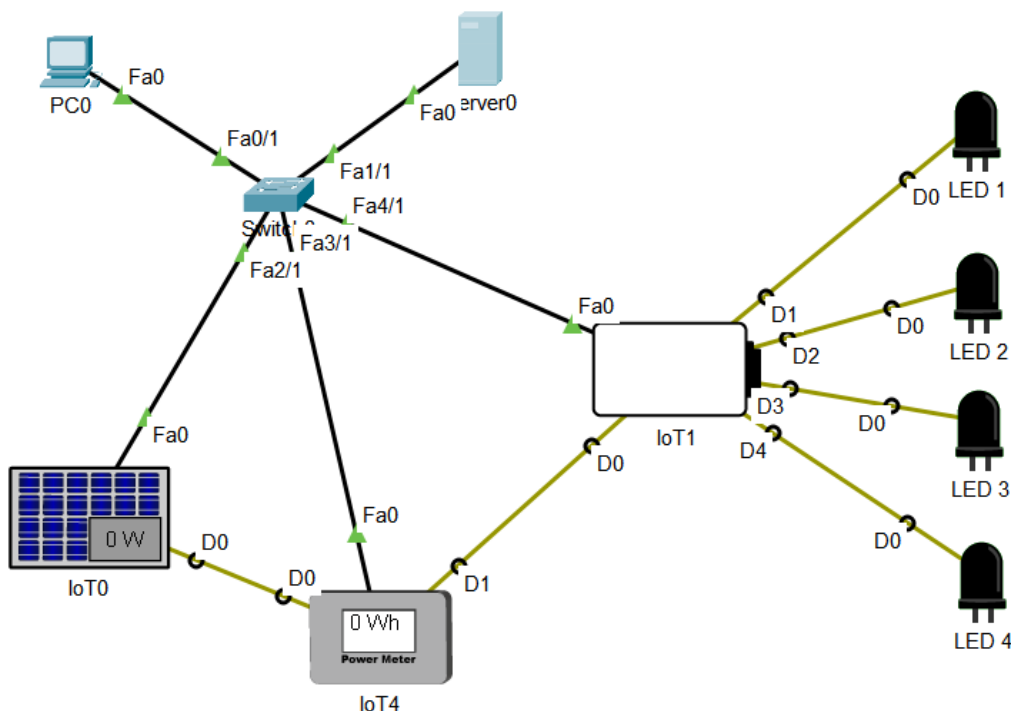 Fa0
PC0
Fa0/1
Fa0
erver0
Fa1/1
Fa4/1
Fa3/1
Fa2/1
D0
LED 1
D1
Fa0
D0
LED 2
D2
D3
D0
LED 3
IoT1
D4
D0
D0
LED 4
Fa0
0 W
IoT0
D0
Fa0
D0
D1
0 Wh
Power Meter
IoT4